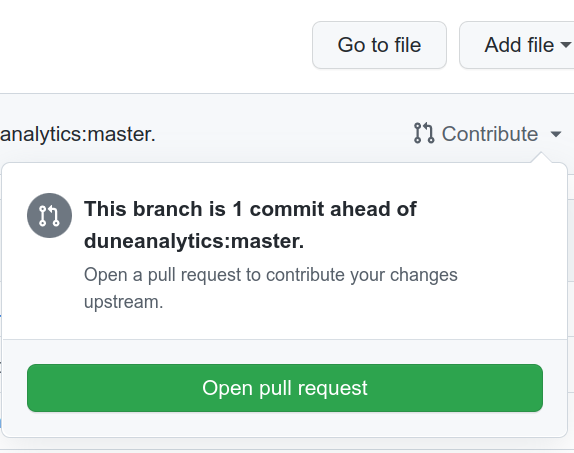 Go to file
Add file
analytics:master.
Contribute
This branch is 1 commit ahead of
duneanalytics:master.
Open a pull request to contribute your changes
upstream.
Open pull request